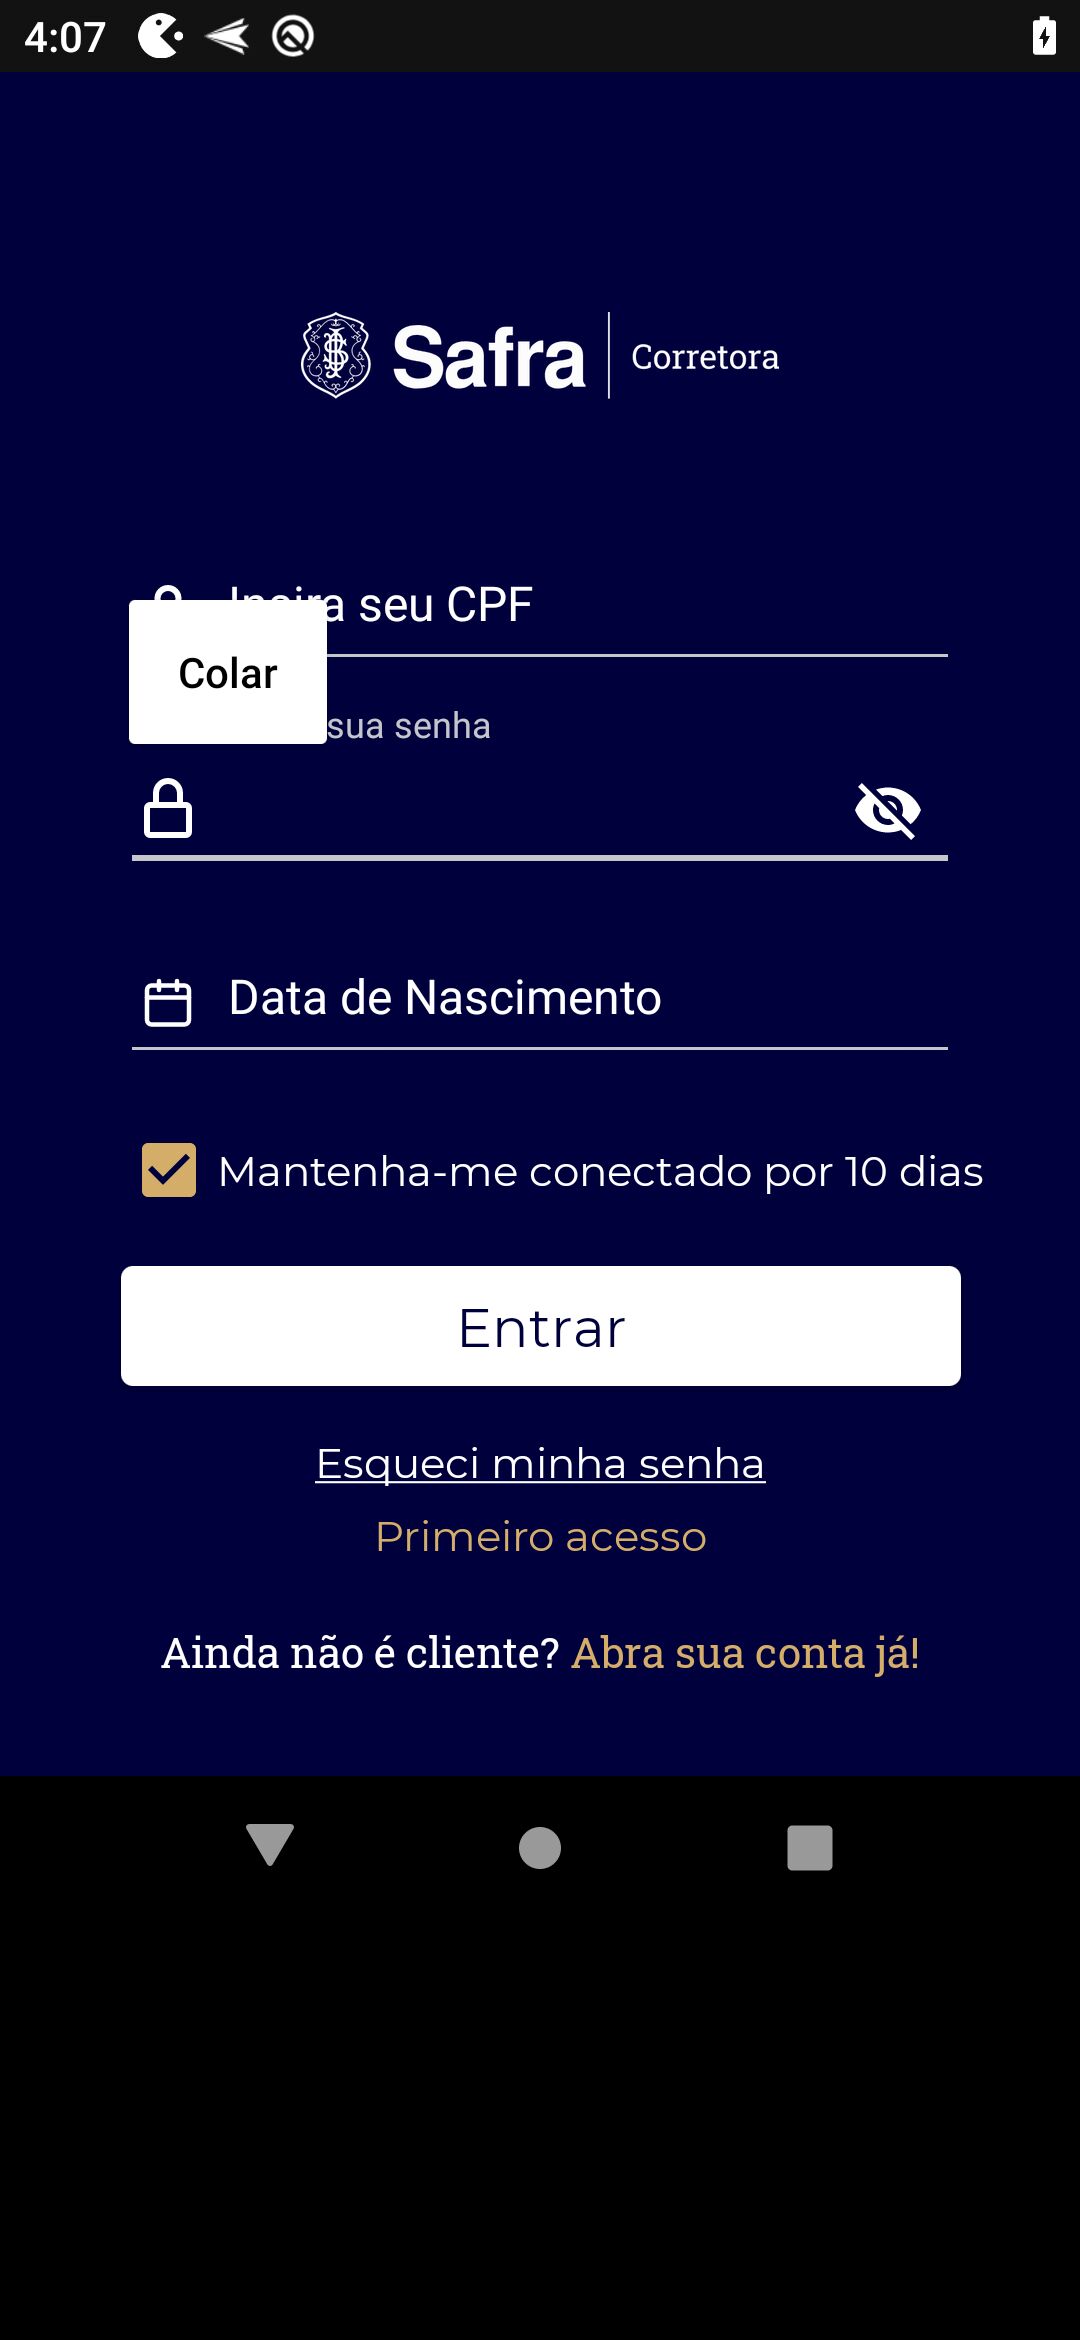 4:07
Safra Corretora
seu CPF
Colar
sua senha
Data de Nascimento
Mantenha-me conectado por 10 dias
Entrar
Esqueci minha senha
Primeiro acesso
Ainda não é cliente? Abra sua conta já!